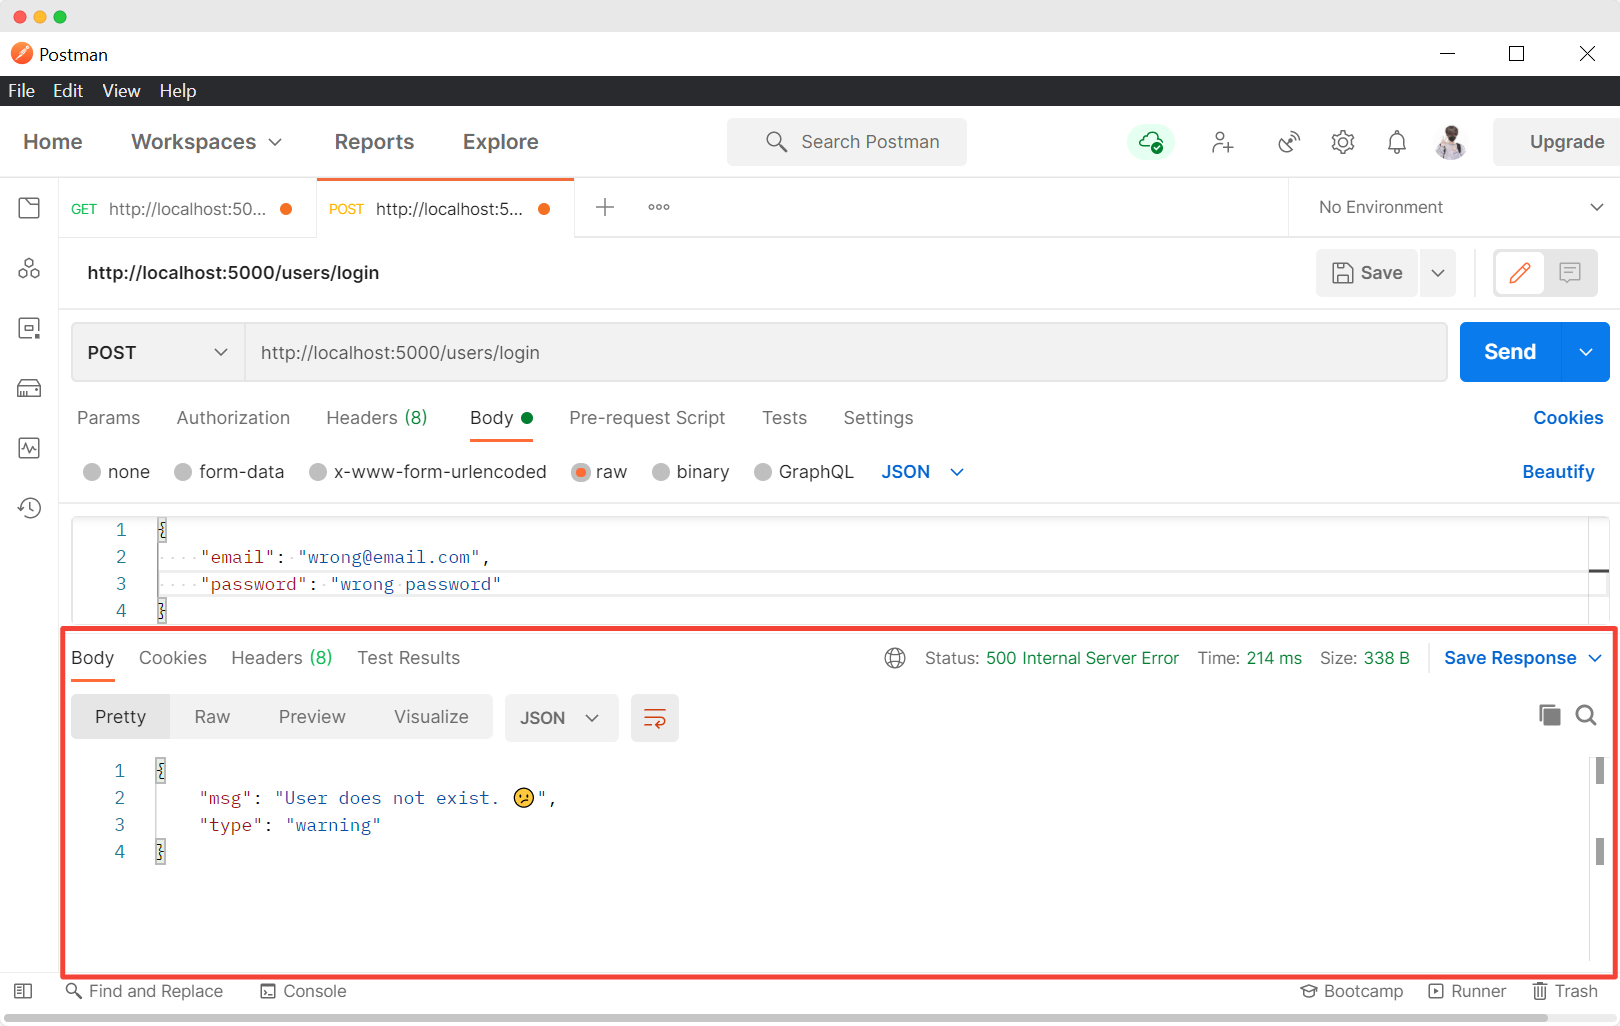 Postman
File Edit View Help
Home Workspaces Reports Explore Search Postman Upgrade
GET http://localhost:50... POST http://localhost:5... No Environment
http://localhost:5000/users/login Save
POST http://localhost:5000/users/login Send
Params Authorization Headers (8) Body Pre-request Script Tests Settings Cookies
none form-data x-www-form-urlencoded raw binary GraphQL JSON Beautify
1 {
2 "email": "wrong@email.com",
3 "password": "wrong password"
4 }
Body Cookies Headers (8) Test Results Status: 500 Internal Server Error Time: 214 ms Size: 338 B Save Response
Pretty Raw Preview Visualize JSON
1 {
2 "msg": "User does not exist. 😕",
3 "type": "warning"
4 }
Find and Replace Console Bootcamp Runner Trash